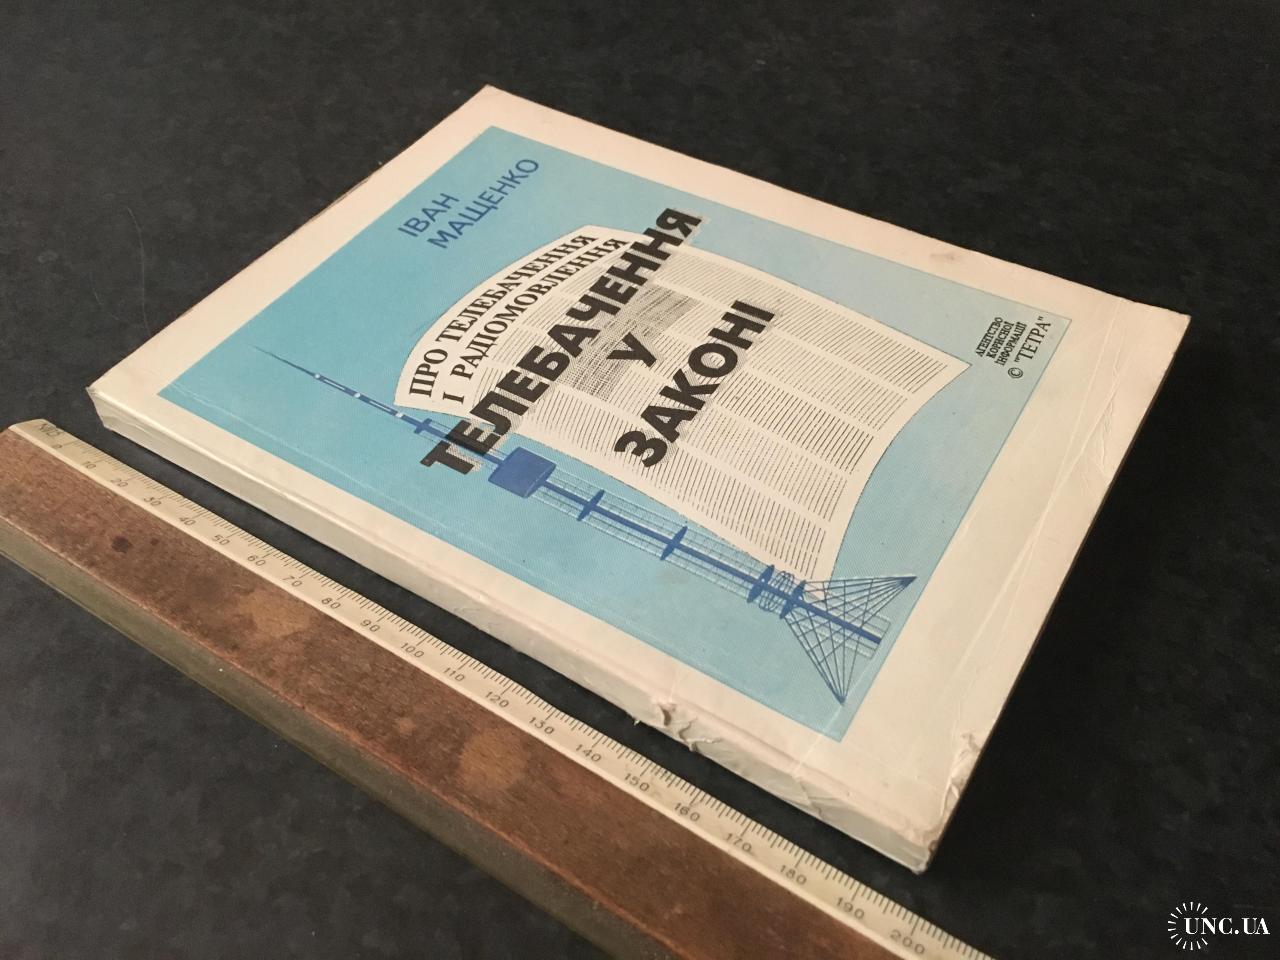 ІВАН
МАЩЕНКО
ПРО ТЕЛЕБАЧЕННЯ
І РАДІОМОВЛЕННЯ
ТЕЛЕБАЧЕННЯ
У
ЗАКОНІ
АГЕНТСТВО
КОРИСНОЇ
ІНФОРМАЦІЇ
© "ТЕТРА"
0 10 20 30 40 50 60 70 80 90 100 110 120 130 140 150 160 170 180 190 200
UNC.UA